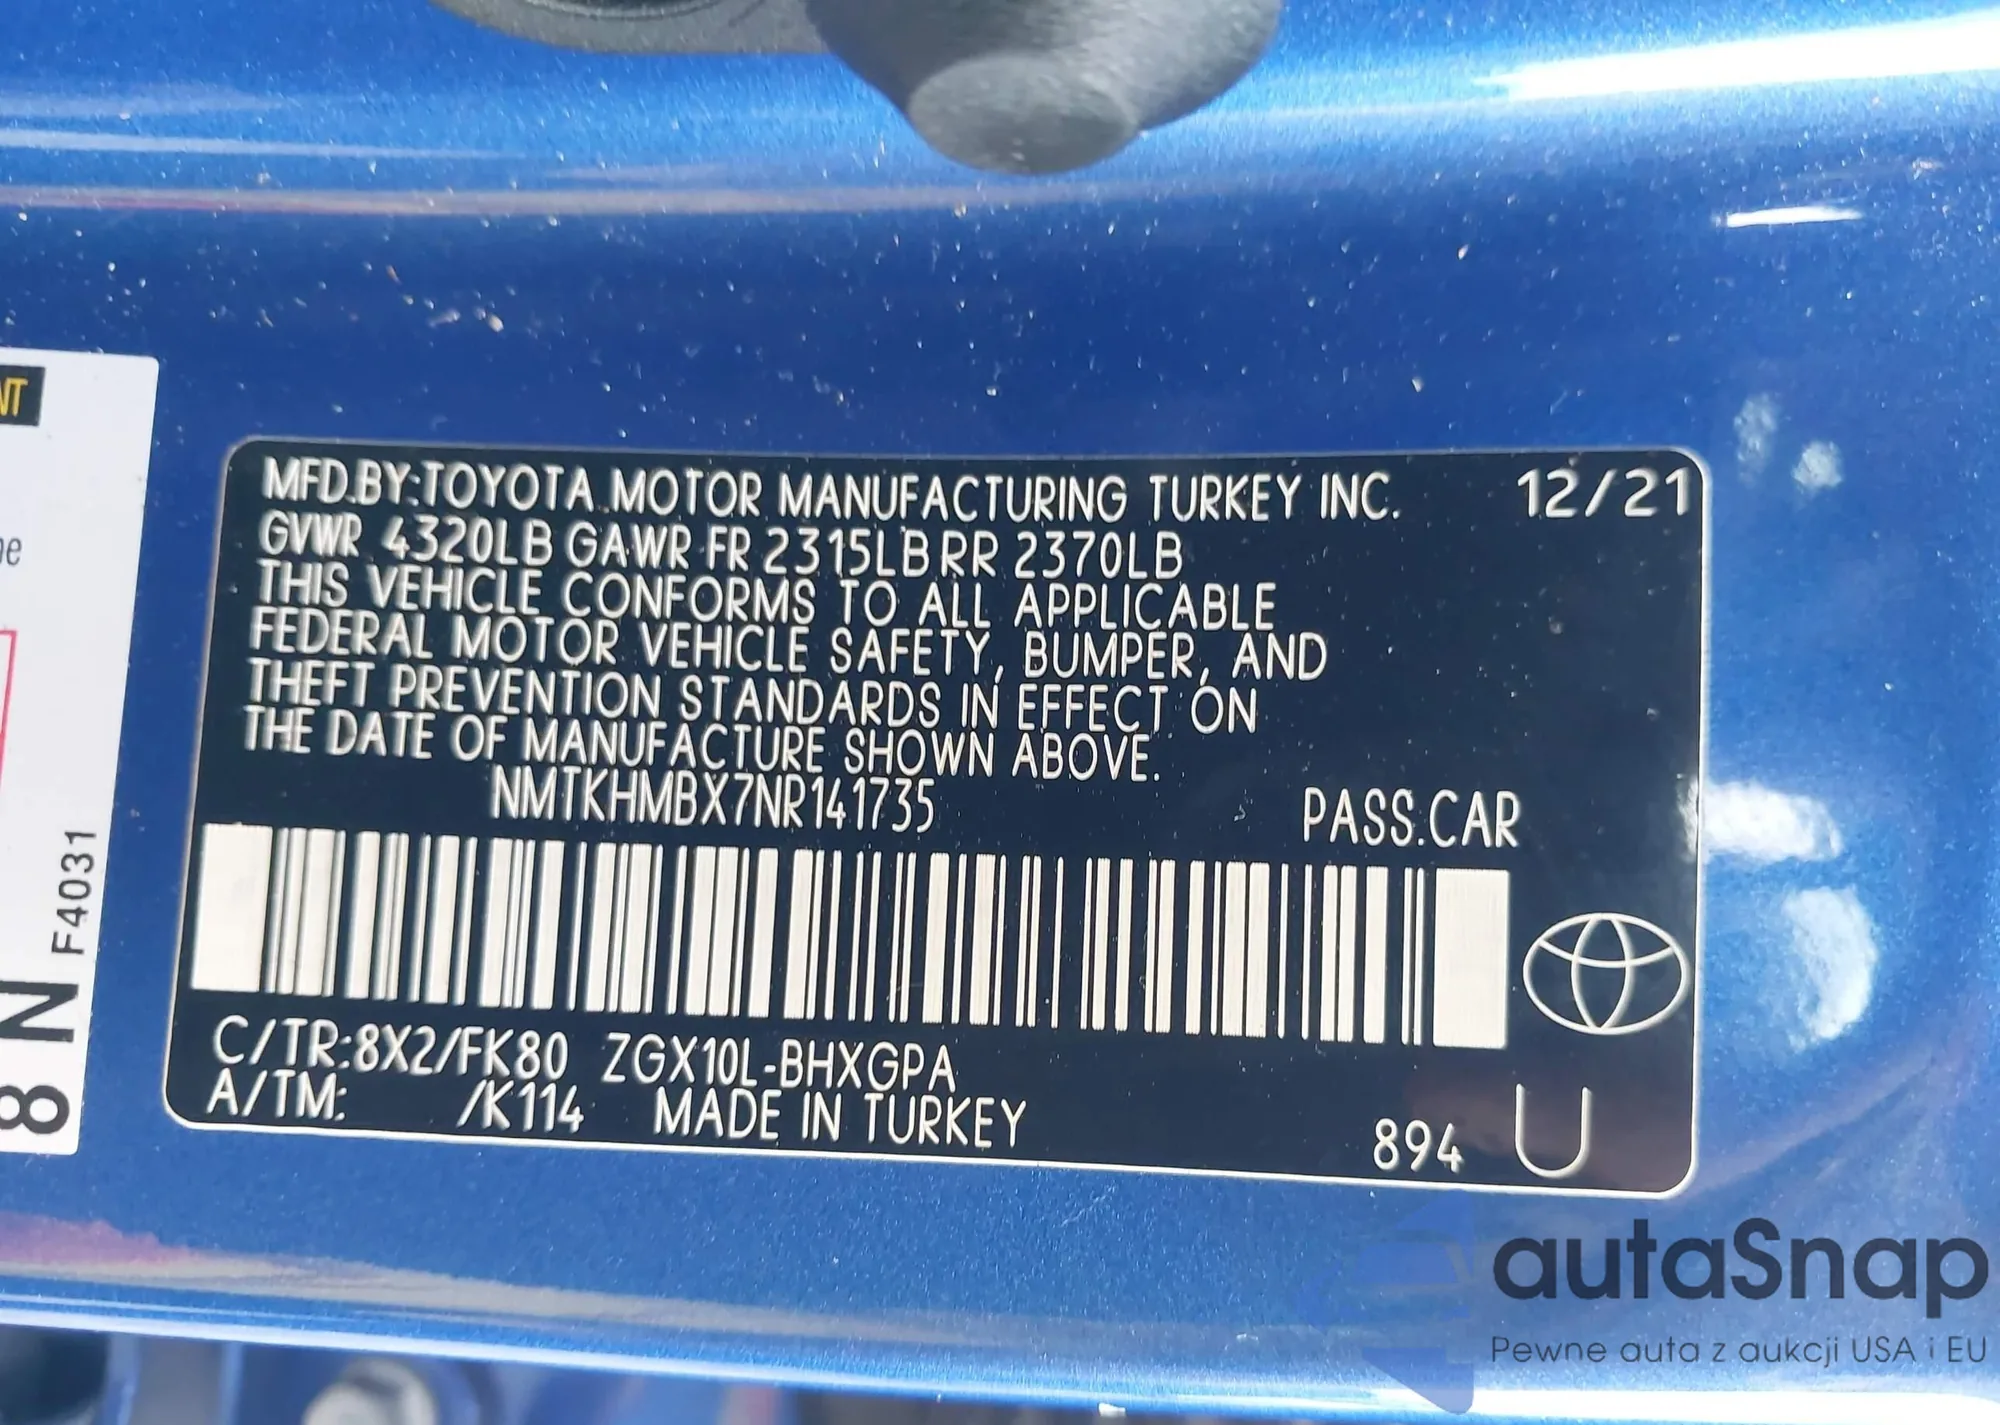 NT
MFD.BY:TOYOTA MOTOR MANUFACTURING TURKEY INC. 12/21
GVWR 4320LB GAWR FR 2315LB RR 2370LB
THIS VEHICLE CONFORMS TO ALL APPLICABLE
FEDERAL MOTOR VEHICLE SAFETY, BUMPER, AND
THEFT PREVENTION STANDARDS IN EFFECT ON
THE DATE OF MANUFACTURE SHOWN ABOVE.
NMTKHMBX7NR141735 PASS.CAR
C/TR:8X2/FK80 ZGX10L-BHXGPA
A/TM: /K114 MADE IN TURKEY 894 U
F4031
8 N
autaSnap
Pewne auta z aukcji USA i EU